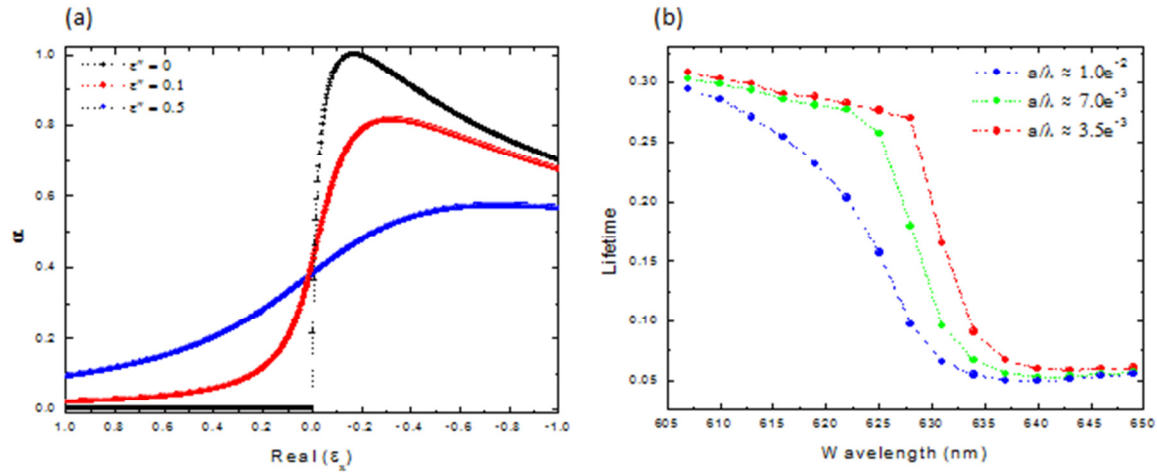 (a)
α
1.0
0.8
0.6
0.4
0.2
0.0
ε" = 0
ε" = 0.1
ε" = 0.5
1.0 0.8 0.6 0.4 0.2 0.0 -0.2 -0.4 -0.6 -0.8 -1.0
Real (εx)
(b)
Lifetime
0.30
0.25
0.20
0.15
0.10
0.05
a/λ ≈ 1.0e-2
a/λ ≈ 7.0e-3
a/λ ≈ 3.5e-3
605 610 615 620 625 630 635 640 645 650
Wavelength (nm)